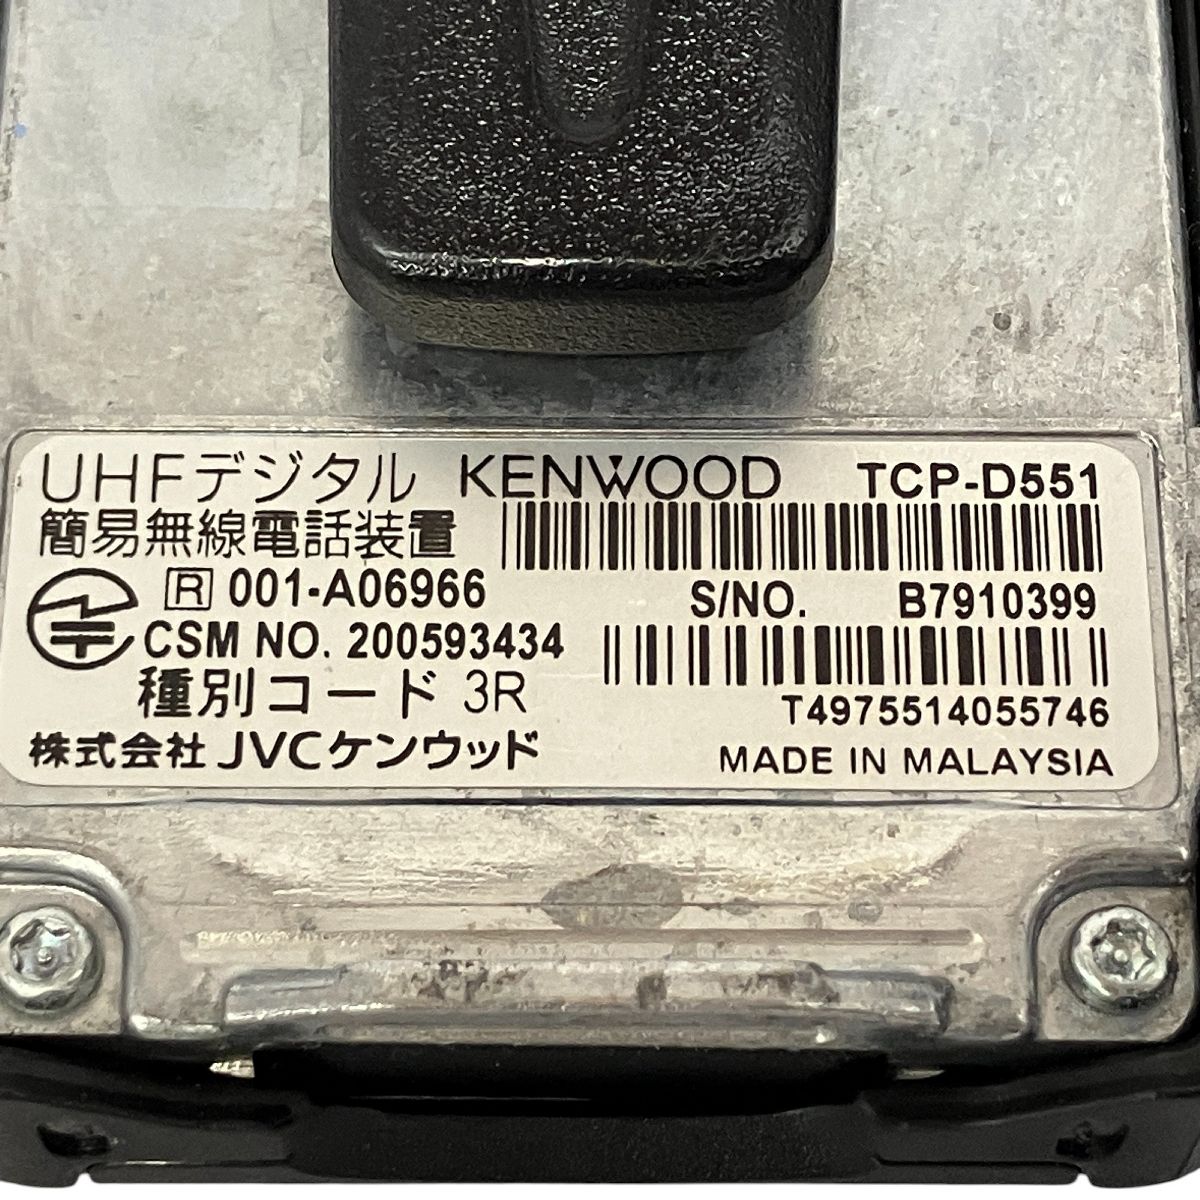 UHFデジタル KENWOOD TCP-D551
簡易無線電話装置
R 001-A06966 S/NO. B7910399
CSM NO. 200593434
種別コード 3R T4975514055746
株式会社 JVCケンウッド MADE IN MALAYSIA